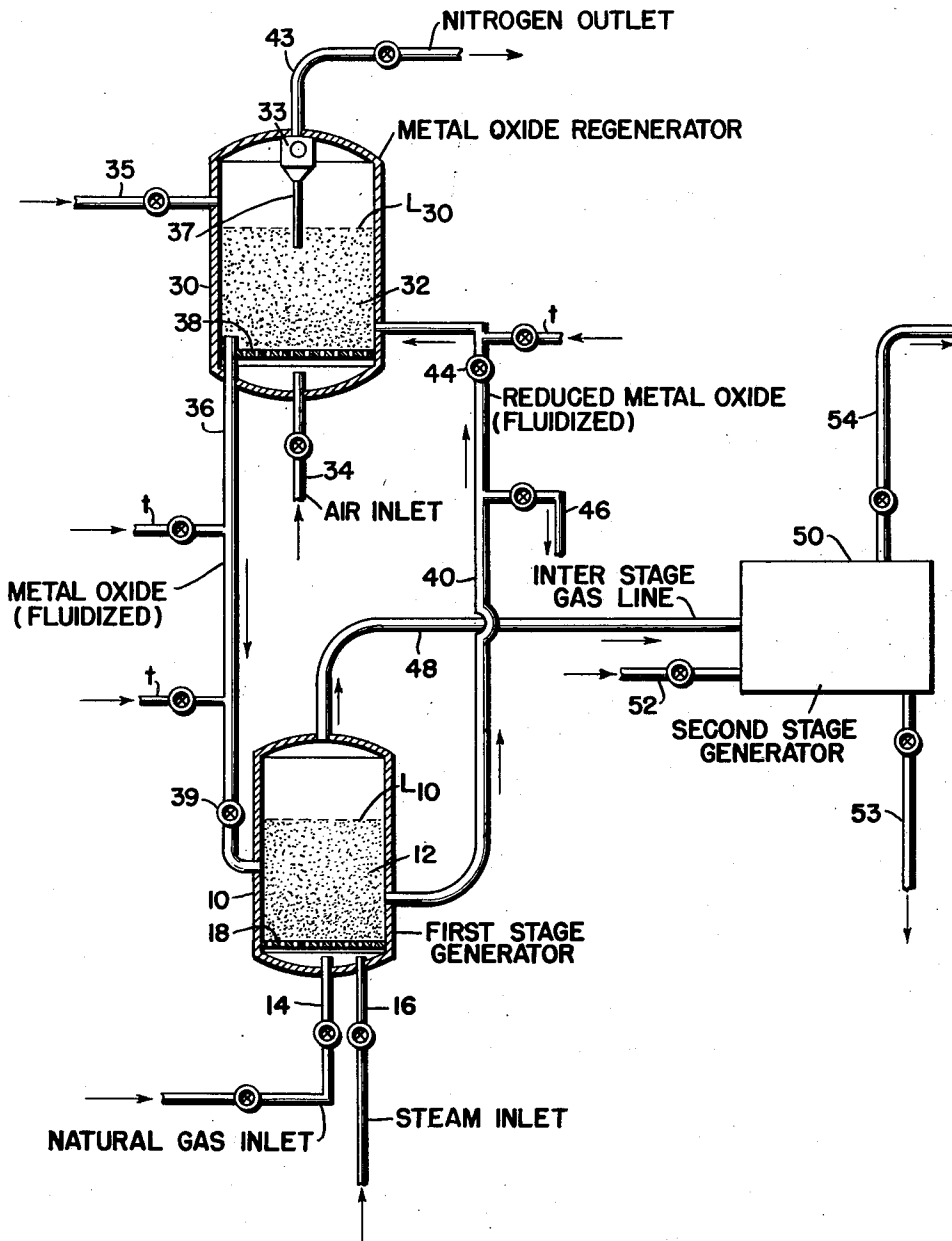 NITROGEN OUTLET
43
33
METAL OXIDE REGENERATOR
35
37
L30
30
32
38
t
44
36
REDUCED METAL OXIDE
(FLUIDIZED)
54
34
AIR INLET
t
46
50
METAL OXIDE
(FLUIDIZED)
40
INTER STAGE
GAS LINE
48
t
52
SECOND STAGE
GENERATOR
39
L10
12
53
10
18
FIRST STAGE
GENERATOR
14
16
STEAM INLET
NATURAL GAS INLET